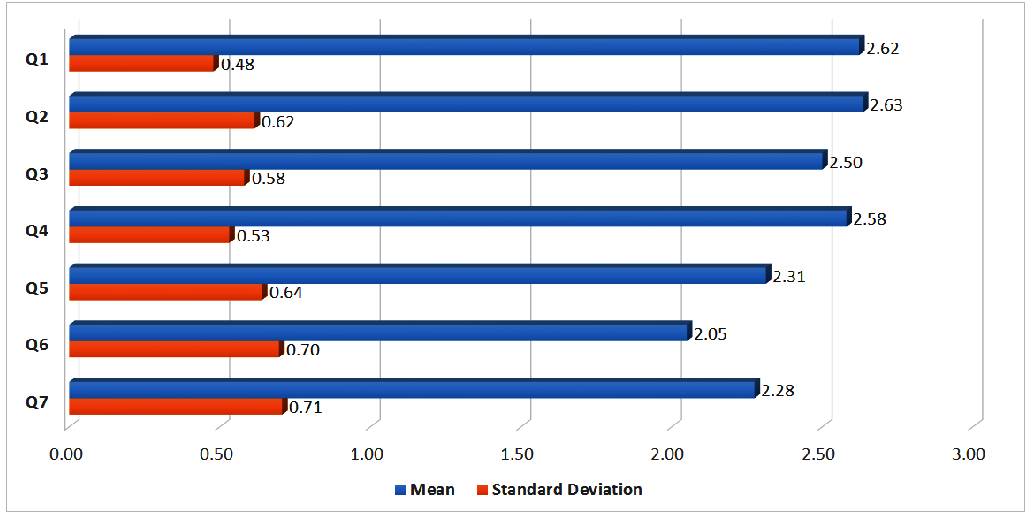 Q1
2.62
0.48
Q2
2.63
0.62
Q3
2.50
0.58
Q4
2.58
0.53
Q5
2.31
0.64
Q6
2.05
0.70
Q7
2.28
0.71
0.00 0.50 1.00 1.50 2.00 2.50 3.00
Mean Standard Deviation